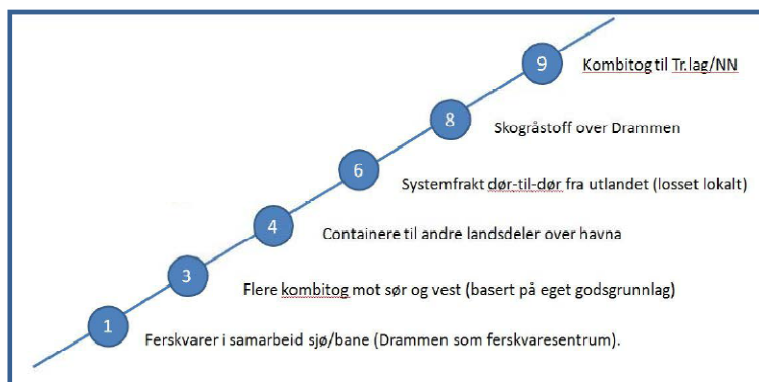 9 Kombitog til Tr.lag/NN
8 Skogråstoff over Drammen
6 Systemfrakt dør-til-dør fra utlandet (losset lokalt)
4 Containere til andre landsdeler over havna
3 Flere kombitog mot sør og vest (basert på eget godsgrunnlag)
1 Ferskvarer i samarbeid sjø/bane (Drammen som ferskvaresentrum).